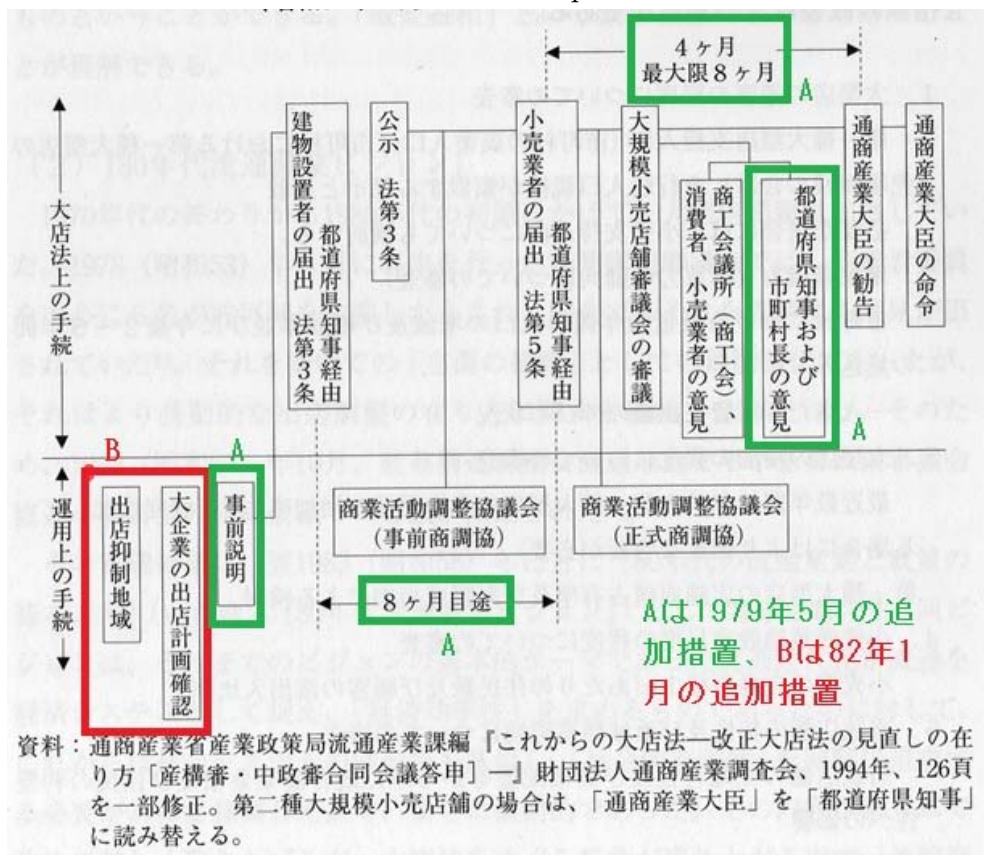 4ヶ月
最大限8ヶ月
A
大店法上の手続
建物設置者の届出 法第3条
都道府県知事経由
公示 法第3条
小売業者の届出 法第5条
都道府県知事経由
大規模小売店舗審議会の審議
商工会議所(商工会)
消費者・小売業者の意見
都道府県知事および
市町村長の意見
A
通商産業大臣の勧告
通商産業大臣の命令
運用上の手続
B
出店抑制地域
大企業の出店計画確認
A
事前説明
商業活動調整協議会
(事前商調協)
商業活動調整協議会
(正式商調協)
8ヶ月目途
A
Aは1979年5月の追
加措置、Bは82年1
月の追加措置
資料：通商産業省産業政策局流通産業課編『これからの大店法―改正大店法の見直しの在
り方［産構審・中政審合同会議答申］―』財団法人通商産業調査会、1994年、126頁
を一部修正。第二種大規模小売店舗の場合は、「通商産業大臣」を「都道府県知事」
に読み替える。